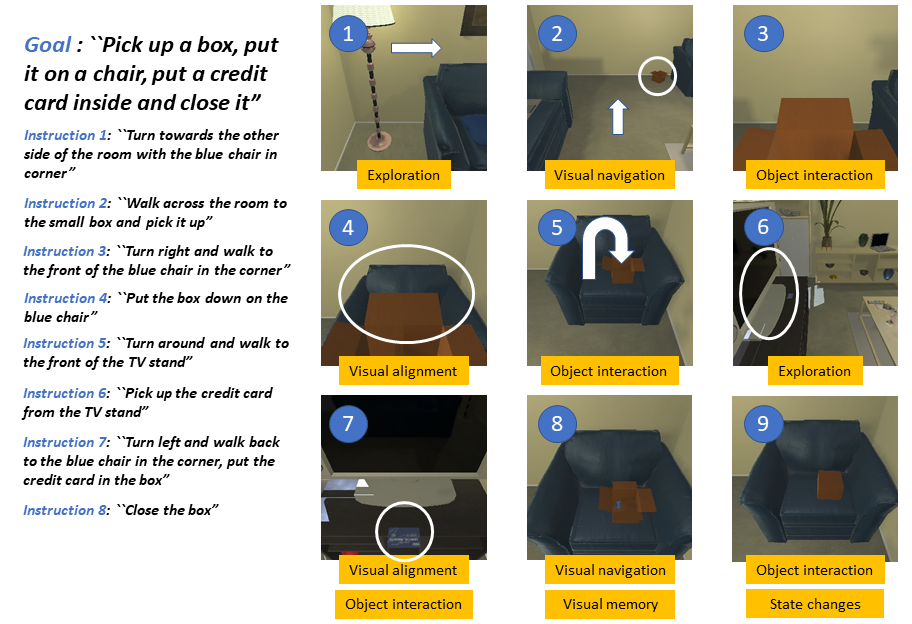 Goal : ``Pick up a box, put
it on a chair, put a credit
card inside and close it”
Instruction 1: ``Turn towards the other
side of the room with the blue chair in
corner”
Instruction 2: ``Walk across the room to
the small box and pick it up”
Instruction 3: ``Turn right and walk to
the front of the blue chair in the corner”
Instruction 4: ``Put the box down on the
blue chair”
Instruction 5: ``Turn around and walk to
the front of the TV stand”
Instruction 6: ``Pick up the credit card
from the TV stand”
Instruction 7: ``Turn left and walk back
to the blue chair in the corner, put the
credit card in the box”
Instruction 8: ``Close the box”
1
Exploration
2
Visual navigation
3
Object interaction
4
Visual alignment
5
Object interaction
6
Exploration
7
Visual alignment
Object interaction
8
Visual navigation
Visual memory
9
Object interaction
State changes